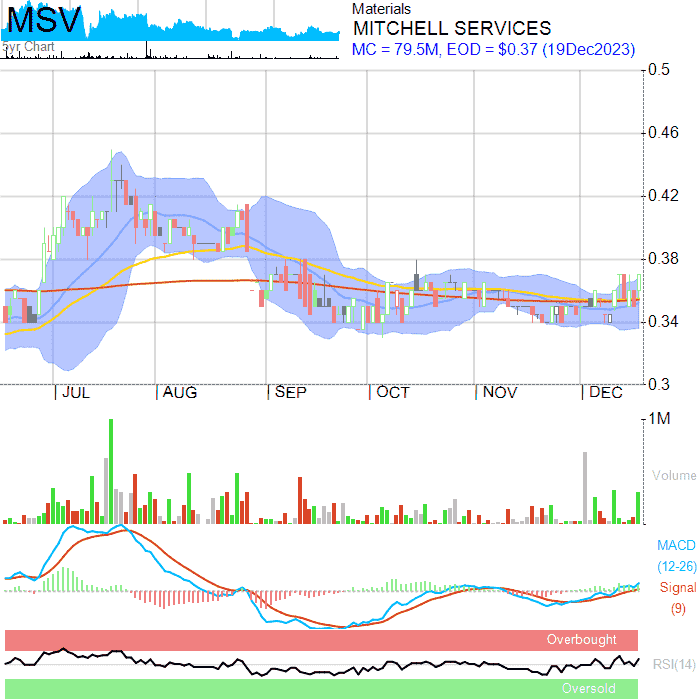 MSV
5yr Chart
Materials
MITCHELL SERVICES
MC = 79.5M, EOD = $0.37 (19Dec2023)
0.5
0.46
0.42
0.38
0.34
0.3
JUL AUG SEP OCT NOV DEC
1M
Volume
MACD
(12-26)
Signal
(9)
Overbought
RSI(14)
Oversold